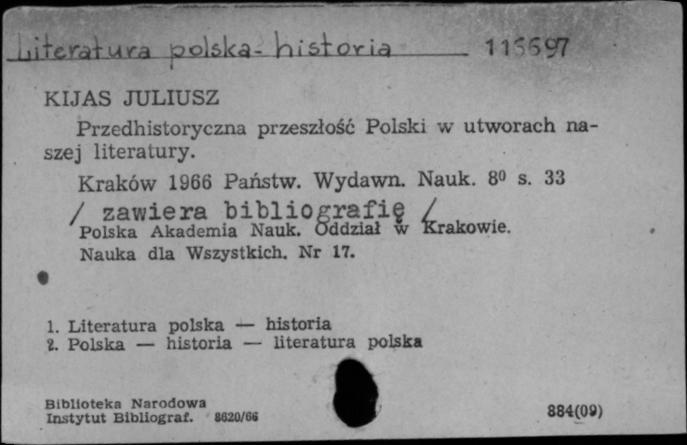 Literatura polska - historia 116697
KIJAS JULIUSZ
Przedhistoryczna przeszłość Polski w utworach na-
szej literatury.
Kraków 1966 Państw. Wydawn. Nauk. 8⁰ s. 33
/ zawiera bibliografię /
Polska Akademia Nauk. Oddział w Krakowie.
Nauka dla Wszystkich. Nr 17.
1. Literatura polska — historia
2. Polska — historia — literatura polska
Biblioteka Narodowa
Instytut Bibliograf. 8620/66
884(09)